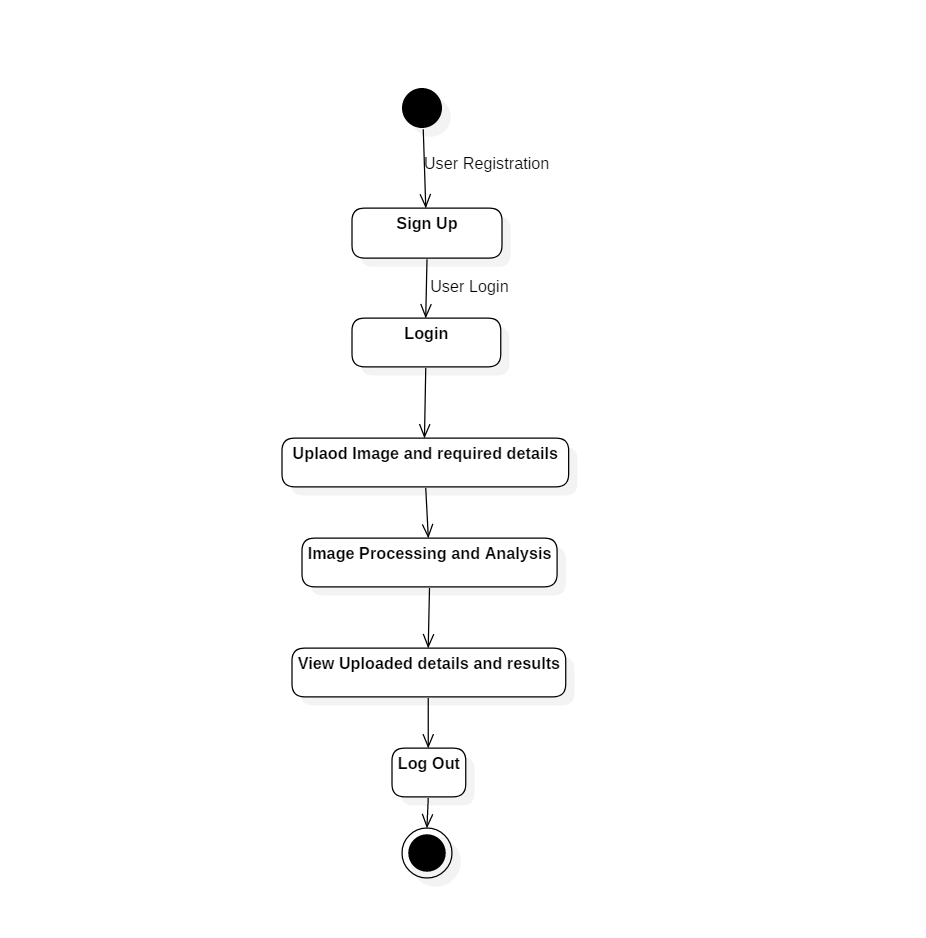 User Registration
Sign Up
User Login
Login
Uplaod Image and required details
Image Processing and Analysis
View Uploaded details and results
Log Out